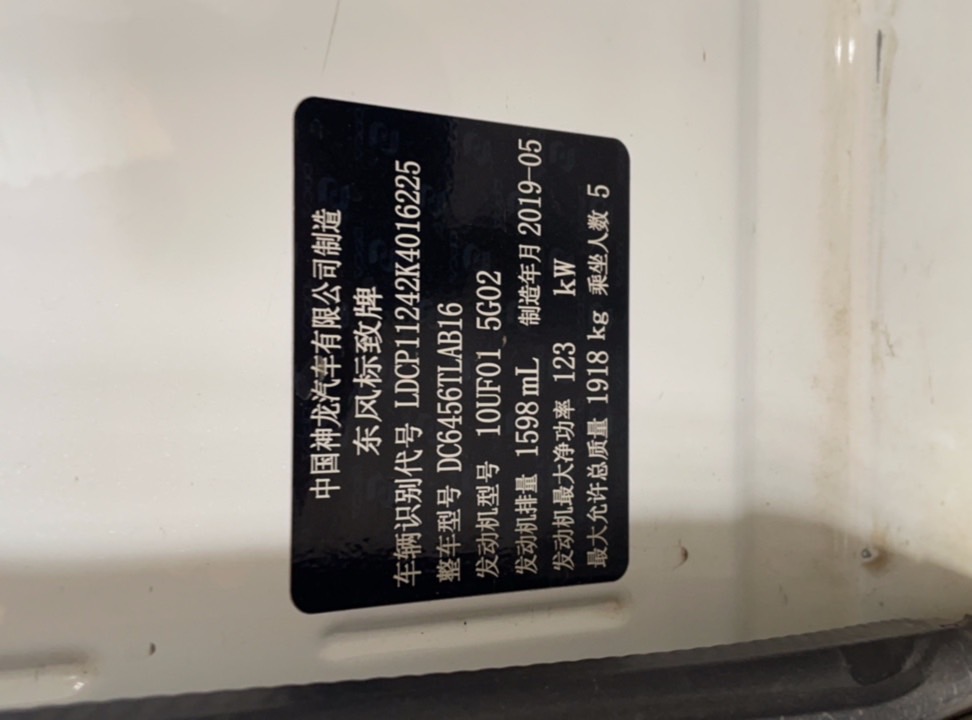 中国神龙汽车有限公司制造
东风标致牌
车辆识别代号 LDCP11242K4016225
整车型号 DC6456TLAB16
发动机型号 10UF01 5G02
发动机排量 1598mL 制造年月 2019-05
发动机最大净功率 123 kW
最大允许总质量 1918 kg 乘坐人数 5